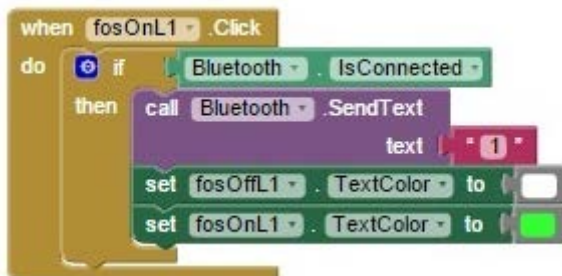 when fosOnL1 .Click
do if Bluetooth . IsConnected
then call Bluetooth .SendText
text " 1 "
set fosOffL1 . TextColor to
set fosOnL1 . TextColor to